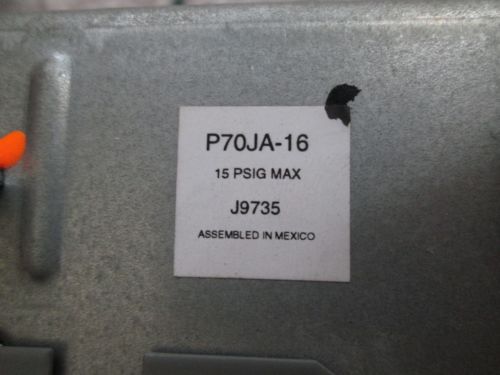 P70JA-16
15 PSIG MAX
J9735
ASSEMBLED IN MEXICO